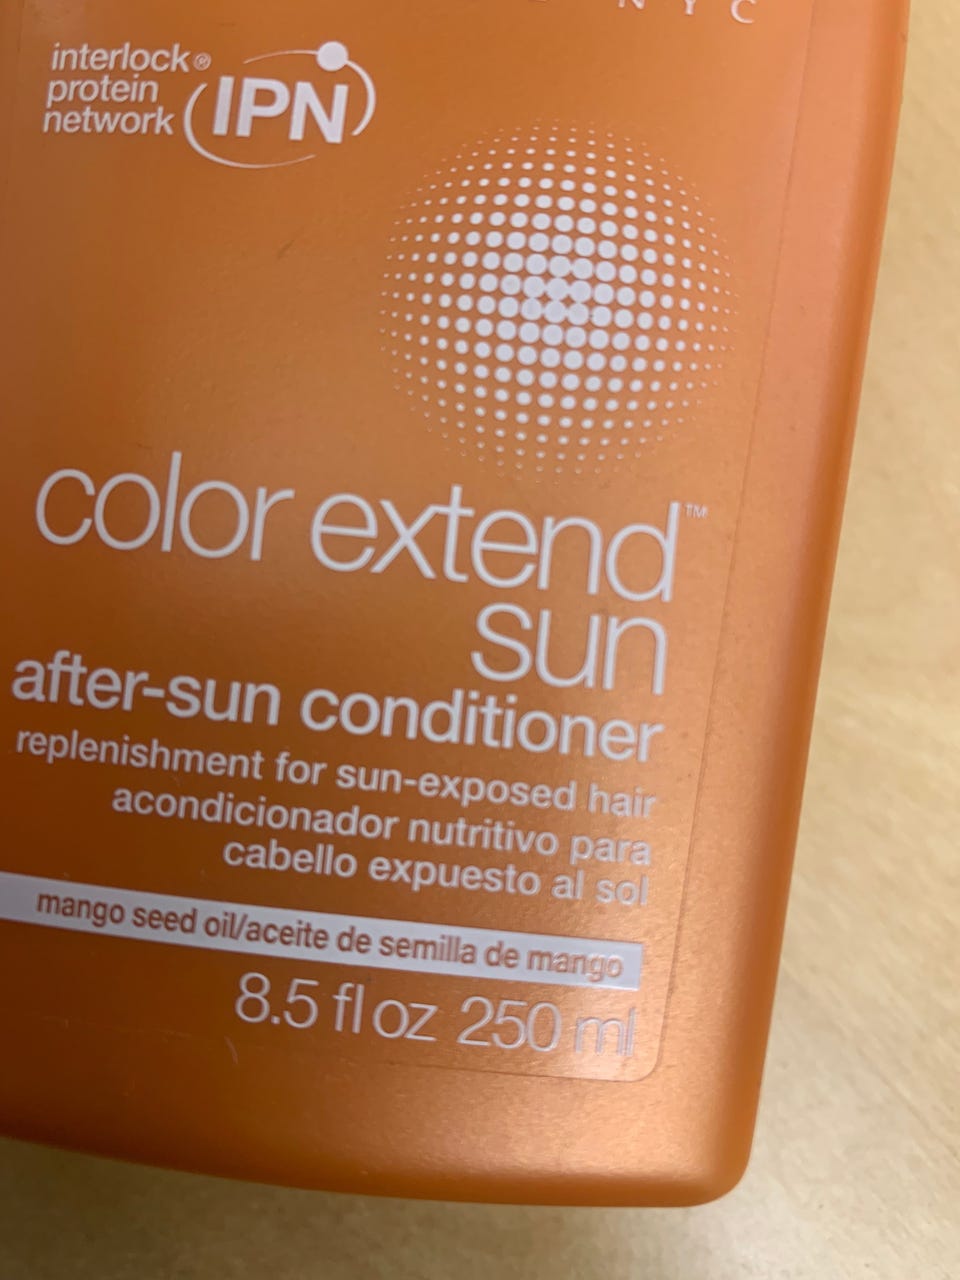 NYC
interlock®
protein
network
IPN
color extend™
sun
after-sun conditioner
replenishment for sun-exposed hair
acondicionador nutritivo para
cabello expuesto al sol
mango seed oil/aceite de semilla de mango
8.5 fl oz 250 ml